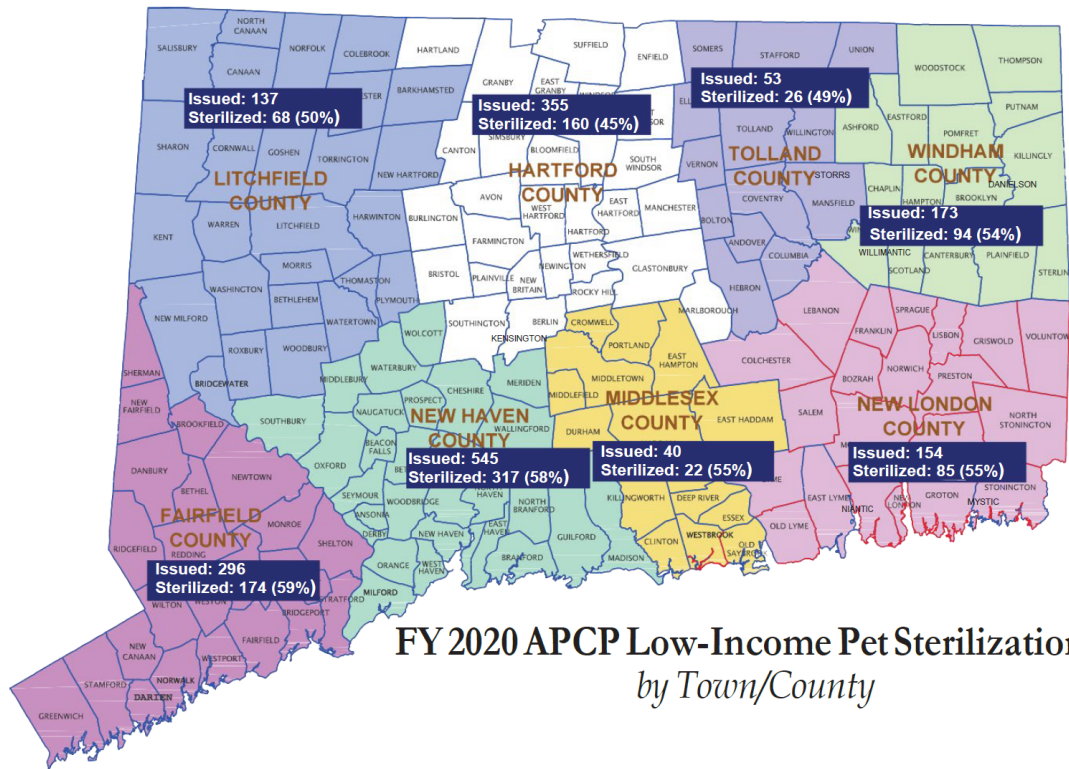 SALISBURY
NORTH
CANAAN
NORFOLK
COLEBROOK
HARTLAND
SUFFIELD
ENFIELD
SOMERS
STAFFORD
UNION
WOODSTOCK
THOMPSON
CANAAN
BARKHAMSTED
GRANBY
EAST
GRANBY
PUTNAM
Issued: 137
Sterilized: 68 (50%)
Issued: 355
Sterilized: 160 (45%)
Issued: 53
Sterilized: 26 (49%)
SHARON
CORNWALL
GOSHEN
TORRINGTON
NEW HARTFORD
CANTON
SIMSBURY
BLOOMFIELD
SOUTH
WINDSOR
TOLLAND
WILLINGTON
ASHFORD
EASTFORD
POMFRET
KILLINGLY
LITCHFIELD
COUNTY
HARTFORD
COUNTY
TOLLAND
COUNTY
WINDHAM
COUNTY
VERNON
STORRS
DANIELSON
AVON
WEST
HARTFORD
HARTFORD
EAST
HARTFORD
MANCHESTER
COVENTRY
MANSFIELD
CHAPLIN
HAMPTON
BROOKLYN
KENT
WARREN
LITCHFIELD
HARWINTON
BURLINGTON
FARMINGTON
WETHERSFIELD
BOLTON
ANDOVER
Issued: 173
Sterilized: 94 (54%)
MORRIS
BRISTOL
PLAINVILLE
NEWINGTON
NEW
BRITAIN
GLASTONBURY
COLUMBIA
WILLIMANTIC
SCOTLAND
CANTERBURY
PLAINFIELD
STERLING
WASHINGTON
BETHLEHEM
THOMASTON
PLYMOUTH
ROCKY HILL
HEBRON
NEW MILFORD
WATERTOWN
WOLCOTT
SOUTHINGTON
BERLIN
KENSINGTON
CROMWELL
MARLBOROUGH
LEBANON
FRANKLIN
SPRAGUE
LISBON
GRISWOLD
VOLUNTOW
ROXBURY
WOODBURY
PORTLAND
EAST
HAMPTON
COLCHESTER
SHERMAN
BRIDGEWATER
MIDDLEBURY
WATERBURY
CHESHIRE
MERIDEN
MIDDLETOWN
MIDDLEFIELD
BOZRAH
NORWICH
PRESTON
NEW
FAIRFIELD
BROOKFIELD
SOUTHBURY
NAUGATUCK
PROSPECT
NEW HAVEN
COUNTY
WALLINGFORD
MIDDLESEX
COUNTY
NEW LONDON
COUNTY
DURHAM
EAST HADDAM
SALEM
NORTH
STONINGTON
DANBURY
NEWTOWN
OXFORD
BEACON
FALLS
Issued: 545
Sterilized: 317 (58%)
Issued: 40
Sterilized: 22 (55%)
Issued: 154
Sterilized: 85 (55%)
BETHEL
SEYMOUR
WOODBRIDGE
NORTH
BRANFORD
KILLINGWORTH
DEEP RIVER
EAST LYME
NIANTIC
NEW
LONDON
GROTON
MYSTIC
STONINGTON
FAIRFIELD
COUNTY
MONROE
ANSONIA
DERBY
NEW HAVEN
EAST
HAVEN
GUILFORD
ESSEX
OLD LYME
RIDGEFIELD
REDDING
SHELTON
ORANGE
WEST
HAVEN
BRANFORD
MADISON
CLINTON
WESTBROOK
OLD
SAYBROOK
Issued: 296
Sterilized: 174 (59%)
MILFORD
STRATFORD
WILTON
WESTON
BRIDGEPORT
FAIRFIELD
NEW
CANAAN
WESTPORT
NORWALK
STAMFORD
DARIEN
GREENWICH
FY 2020 APCP Low-Income Pet Sterilization
by Town/County